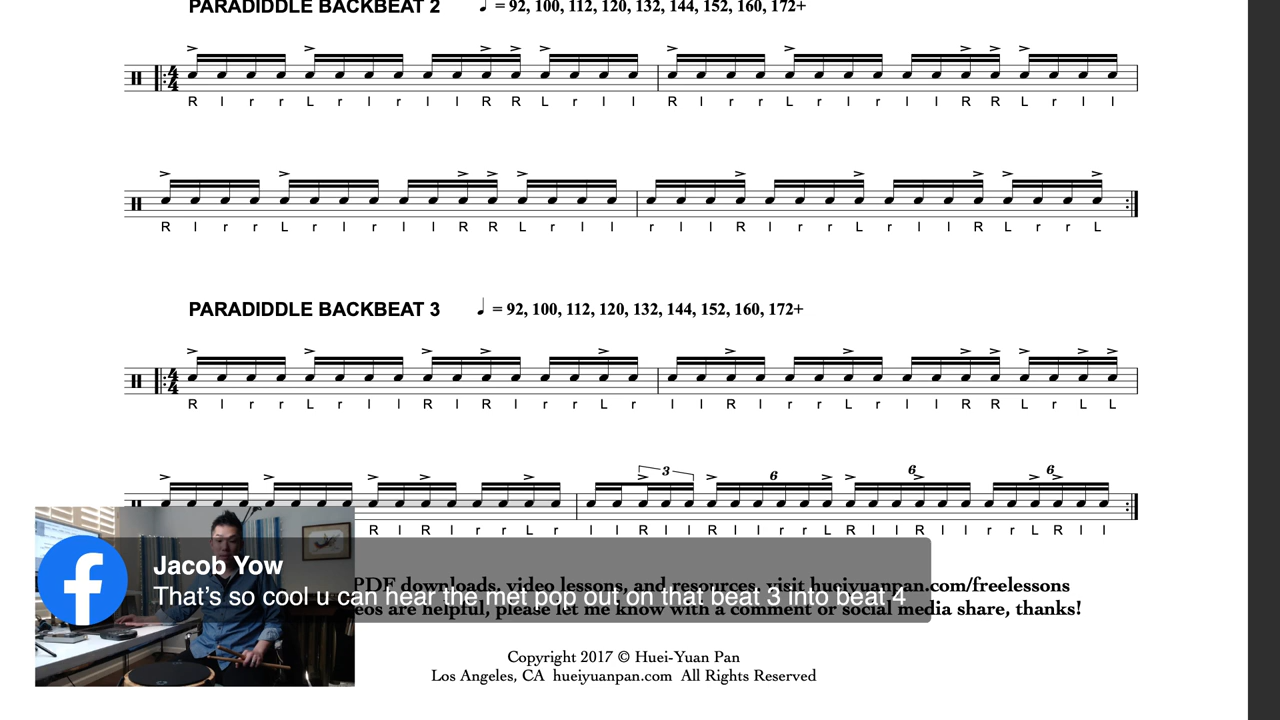 PARADIDDLE BACKBEAT 2 ♩ = 92, 100, 112, 120, 132, 144, 152, 160, 172+
4
4
R l r r L r l r l l R R L r l l R l r r L r l r l l R R L r l l
R l r r L r l r l l R R L r l l r l l R l r r L r l l R L r r L
PARADIDDLE BACKBEAT 3 ♩ = 92, 100, 112, 120, 132, 144, 152, 160, 172+
4
4
R l r r L r l l R l R l r r L r l l R l r r L r l l R R L r L L
3 6 6 6
R l R l r r L r l l R l l R l l r r L R l l R l r r L R l l
PDF downloads, video lessons, and resources, visit hueiyuanpan.com/freelessons
are helpful, please let me know with a comment or social media share, thanks!
f
Jacob Yow
That's so cool u can hear the met pop out on that beat 3 into beat 4
Copyright 2017 © Huei-Yuan Pan
Los Angeles, CA hueiyuanpan.com All Rights Reserved